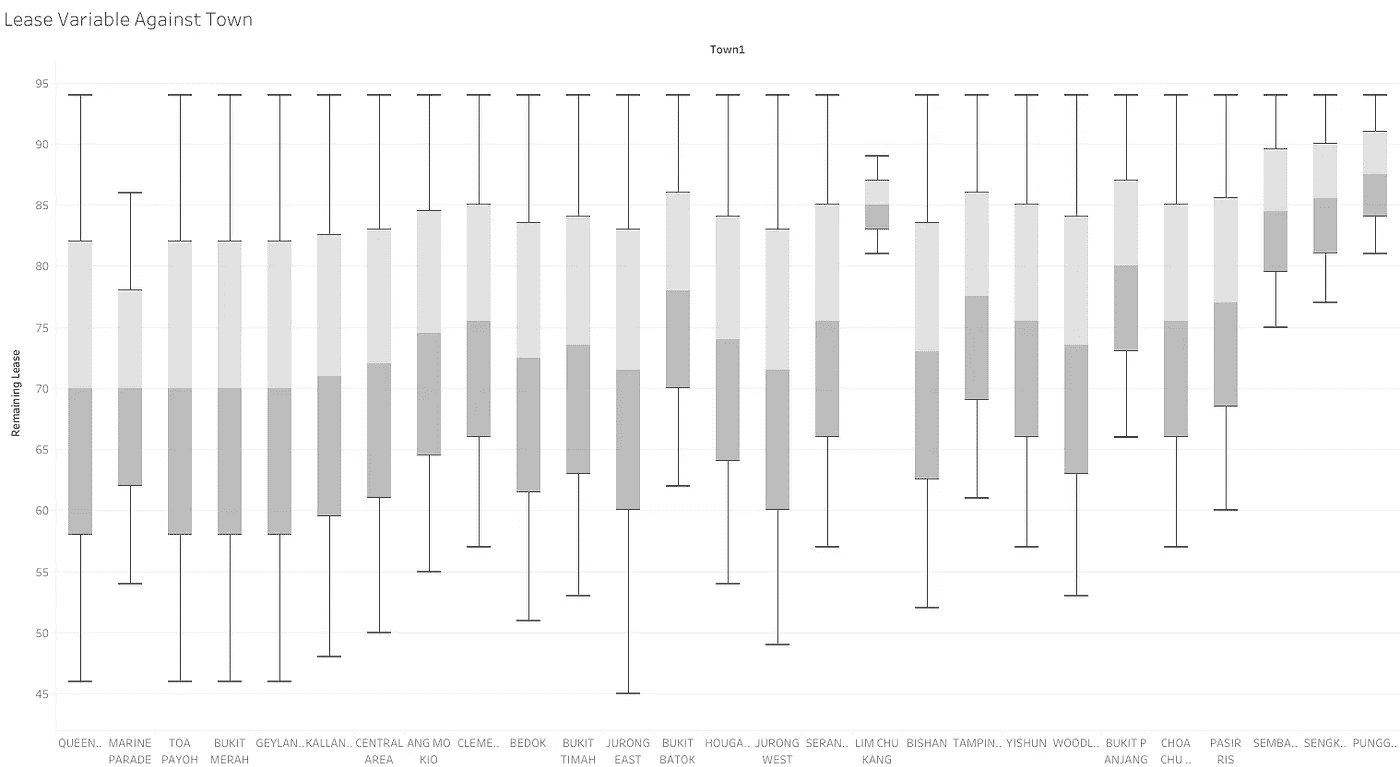 Lease Variable Against Town
Town1
95
90
85
80
75
70
65
60
55
50
45
Remaining Lease
QUEEN.. MARINE TOA BUKIT GEYLAN.. KALLAN.. CENTRAL ANG MO CLEME.. BEDOK BUKIT JURONG BUKIT HOUGA.. JURONG SERAN.. LIM CHU BISHAN TAMPIN.. YISHUN WOODL.. BUKIT P CHOA PASIR SEMBA.. SENGK.. PUNGG..
PARADE PAYOH MERAH AREA KIO TIMAH EAST BATOK WEST KANG ANJANG CHU .. RIS